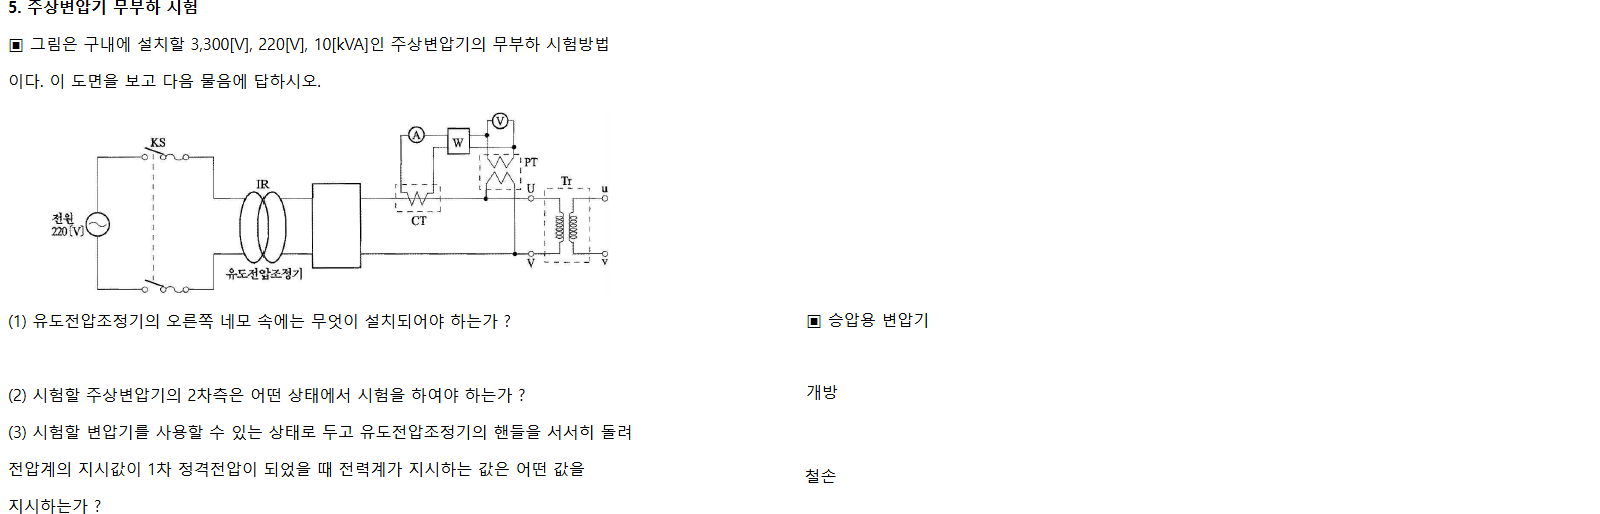 5. 주상변압기 무부하 시험
▣ 그림은 구내에 설치할 3,300[V], 220[V], 10[kVA]인 주상변압기의 무부하 시험방법
이다. 이 도면을 보고 다음 물음에 답하시오.
KS
A
W
V
PT
IR
U
Tr
u
전원
220[V]
CT
V
v
유도전압조정기
(1) 유도전압조정기의 오른쪽 네모 속에는 무엇이 설치되어야 하는가 ?
▣ 승압용 변압기
(2) 시험할 주상변압기의 2차측은 어떤 상태에서 시험을 하여야 하는가 ?
개방
(3) 시험할 변압기를 사용할 수 있는 상태로 두고 유도전압조정기의 핸들을 서서히 돌려
전압계의 지시값이 1차 정격전압이 되었을 때 전력계가 지시하는 값은 어떤 값을
지시하는가 ?
철손